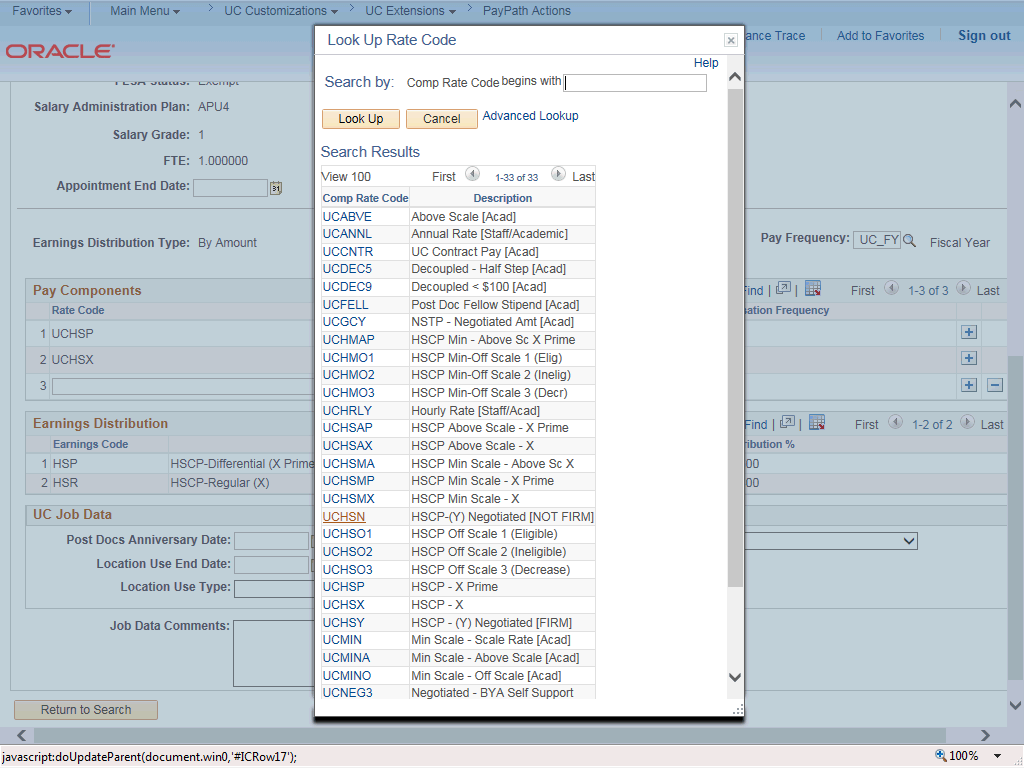 Favorites Main Menu > UC Customizations > UC Extensions > PayPath Actions
ORACLE
ance Trace Add to Favorites Sign out
Look Up Rate Code
Help
Search by: Comp Rate Code begins with
Look Up Cancel Advanced Lookup
Search Results
View 100 First 1-33 of 33 Last
Comp Rate Code Description
UCABVE Above Scale [Acad]
UCANNL Annual Rate [Staff/Academic]
UCCNTR UC Contract Pay [Acad]
UCDEC5 Decoupled - Half Step [Acad]
UCDEC9 Decoupled < $100 [Acad]
UCFELL Post Doc Fellow Stipend [Acad]
UCGCY NSTP - Negotiated Amt [Acad]
UCHMAP HSCP Min - Above Sc X Prime
UCHMO1 HSCP Min-Off Scale 1 (Elig)
UCHMO2 HSCP Min-Off Scale 2 (Inelig)
UCHMO3 HSCP Min-Off Scale 3 (Decr)
UCHRLY Hourly Rate [Staff/Acad]
UCHSAP HSCP Above Scale - X Prime
UCHSAX HSCP Above Scale - X
UCHSMA HSCP Min Scale - Above Sc X
UCHSMP HSCP Min Scale - X Prime
UCHSMX HSCP Min Scale - X
UCHSN HSCP-(Y) Negotiated [NOT FIRM]
UCHSO1 HSCP Off Scale 1 (Eligible)
UCHSO2 HSCP Off Scale 2 (Ineligible)
UCHSO3 HSCP Off Scale 3 (Decrease)
UCHSP HSCP - X Prime
UCHSX HSCP - X
UCHSY HSCP - (Y) Negotiated [FIRM]
UCMIN Min Scale - Scale Rate [Acad]
UCMINA Min Scale - Above Scale [Acad]
UCMINO Min Scale - Off Scale [Acad]
UCNEG3 Negotiated - BYA Self Support
FLSA Status: Exempt
Salary Administration Plan: APU4
Salary Grade: 1
FTE: 1.000000
Appointment End Date: 31
Earnings Distribution Type: By Amount
Pay Frequency: UC_FY Fiscal Year
Pay Components
Find | | First 1-3 of 3 Last
Rate Code
sation Frequency
1 UCHSP
2 UCHSX
3
Earnings Distribution
Find | | First 1-2 of 2 Last
Earnings Code
ribution %
1 HSP HSCP-Differential (X Prime 00
2 HSR HSCP-Regular (X) 00
UC Job Data
Post Docs Anniversary Date:
Location Use End Date:
Location Use Type:
Job Data Comments:
Return to Search
javascript:doUpdateParent(document.win0,'#ICRow17'); 100%